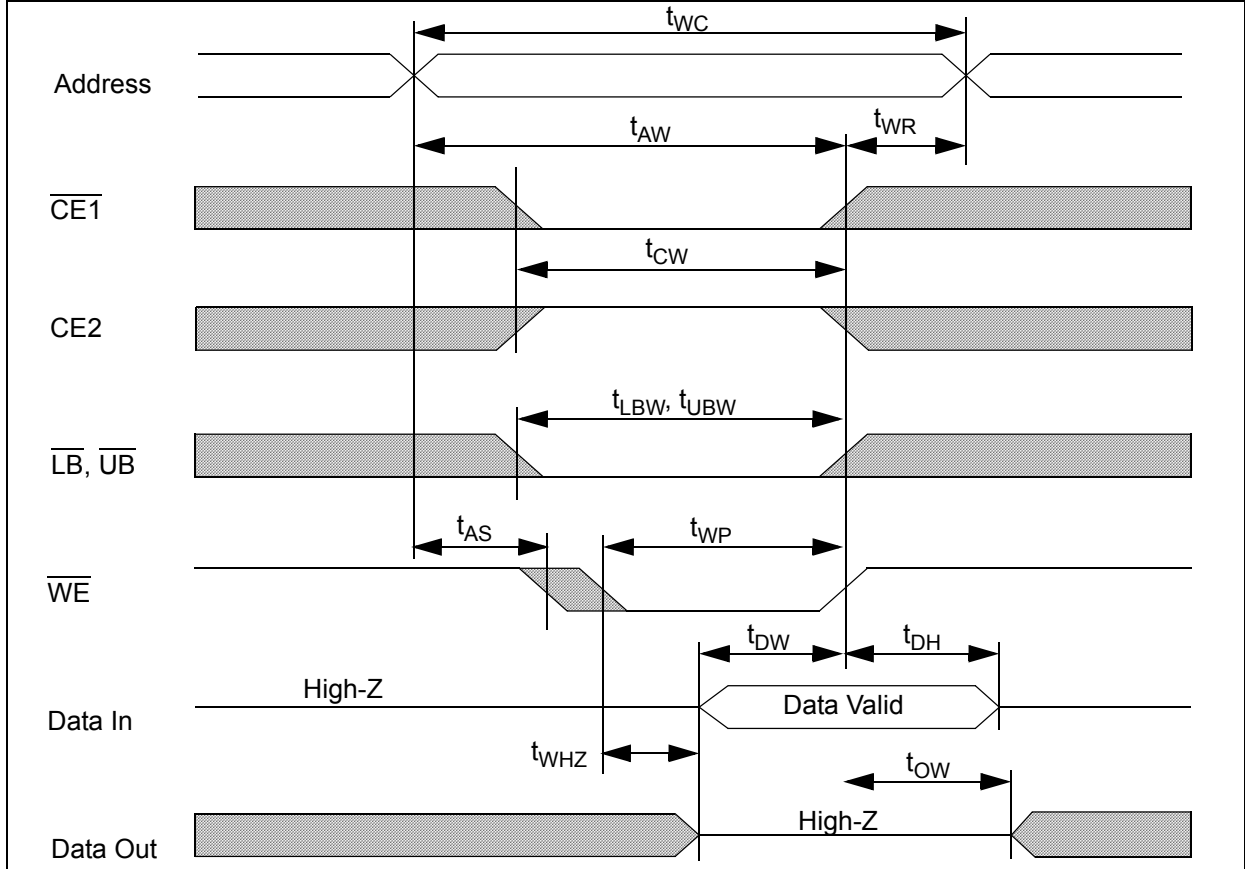 tWC
Address
tAW
tWR
CE1
tCW
CE2
tLBW, tUBW
LB, UB
tAS
tWP
WE
tDW
tDH
High-Z
Data Valid
Data In
tWHZ
tOW
High-Z
Data Out